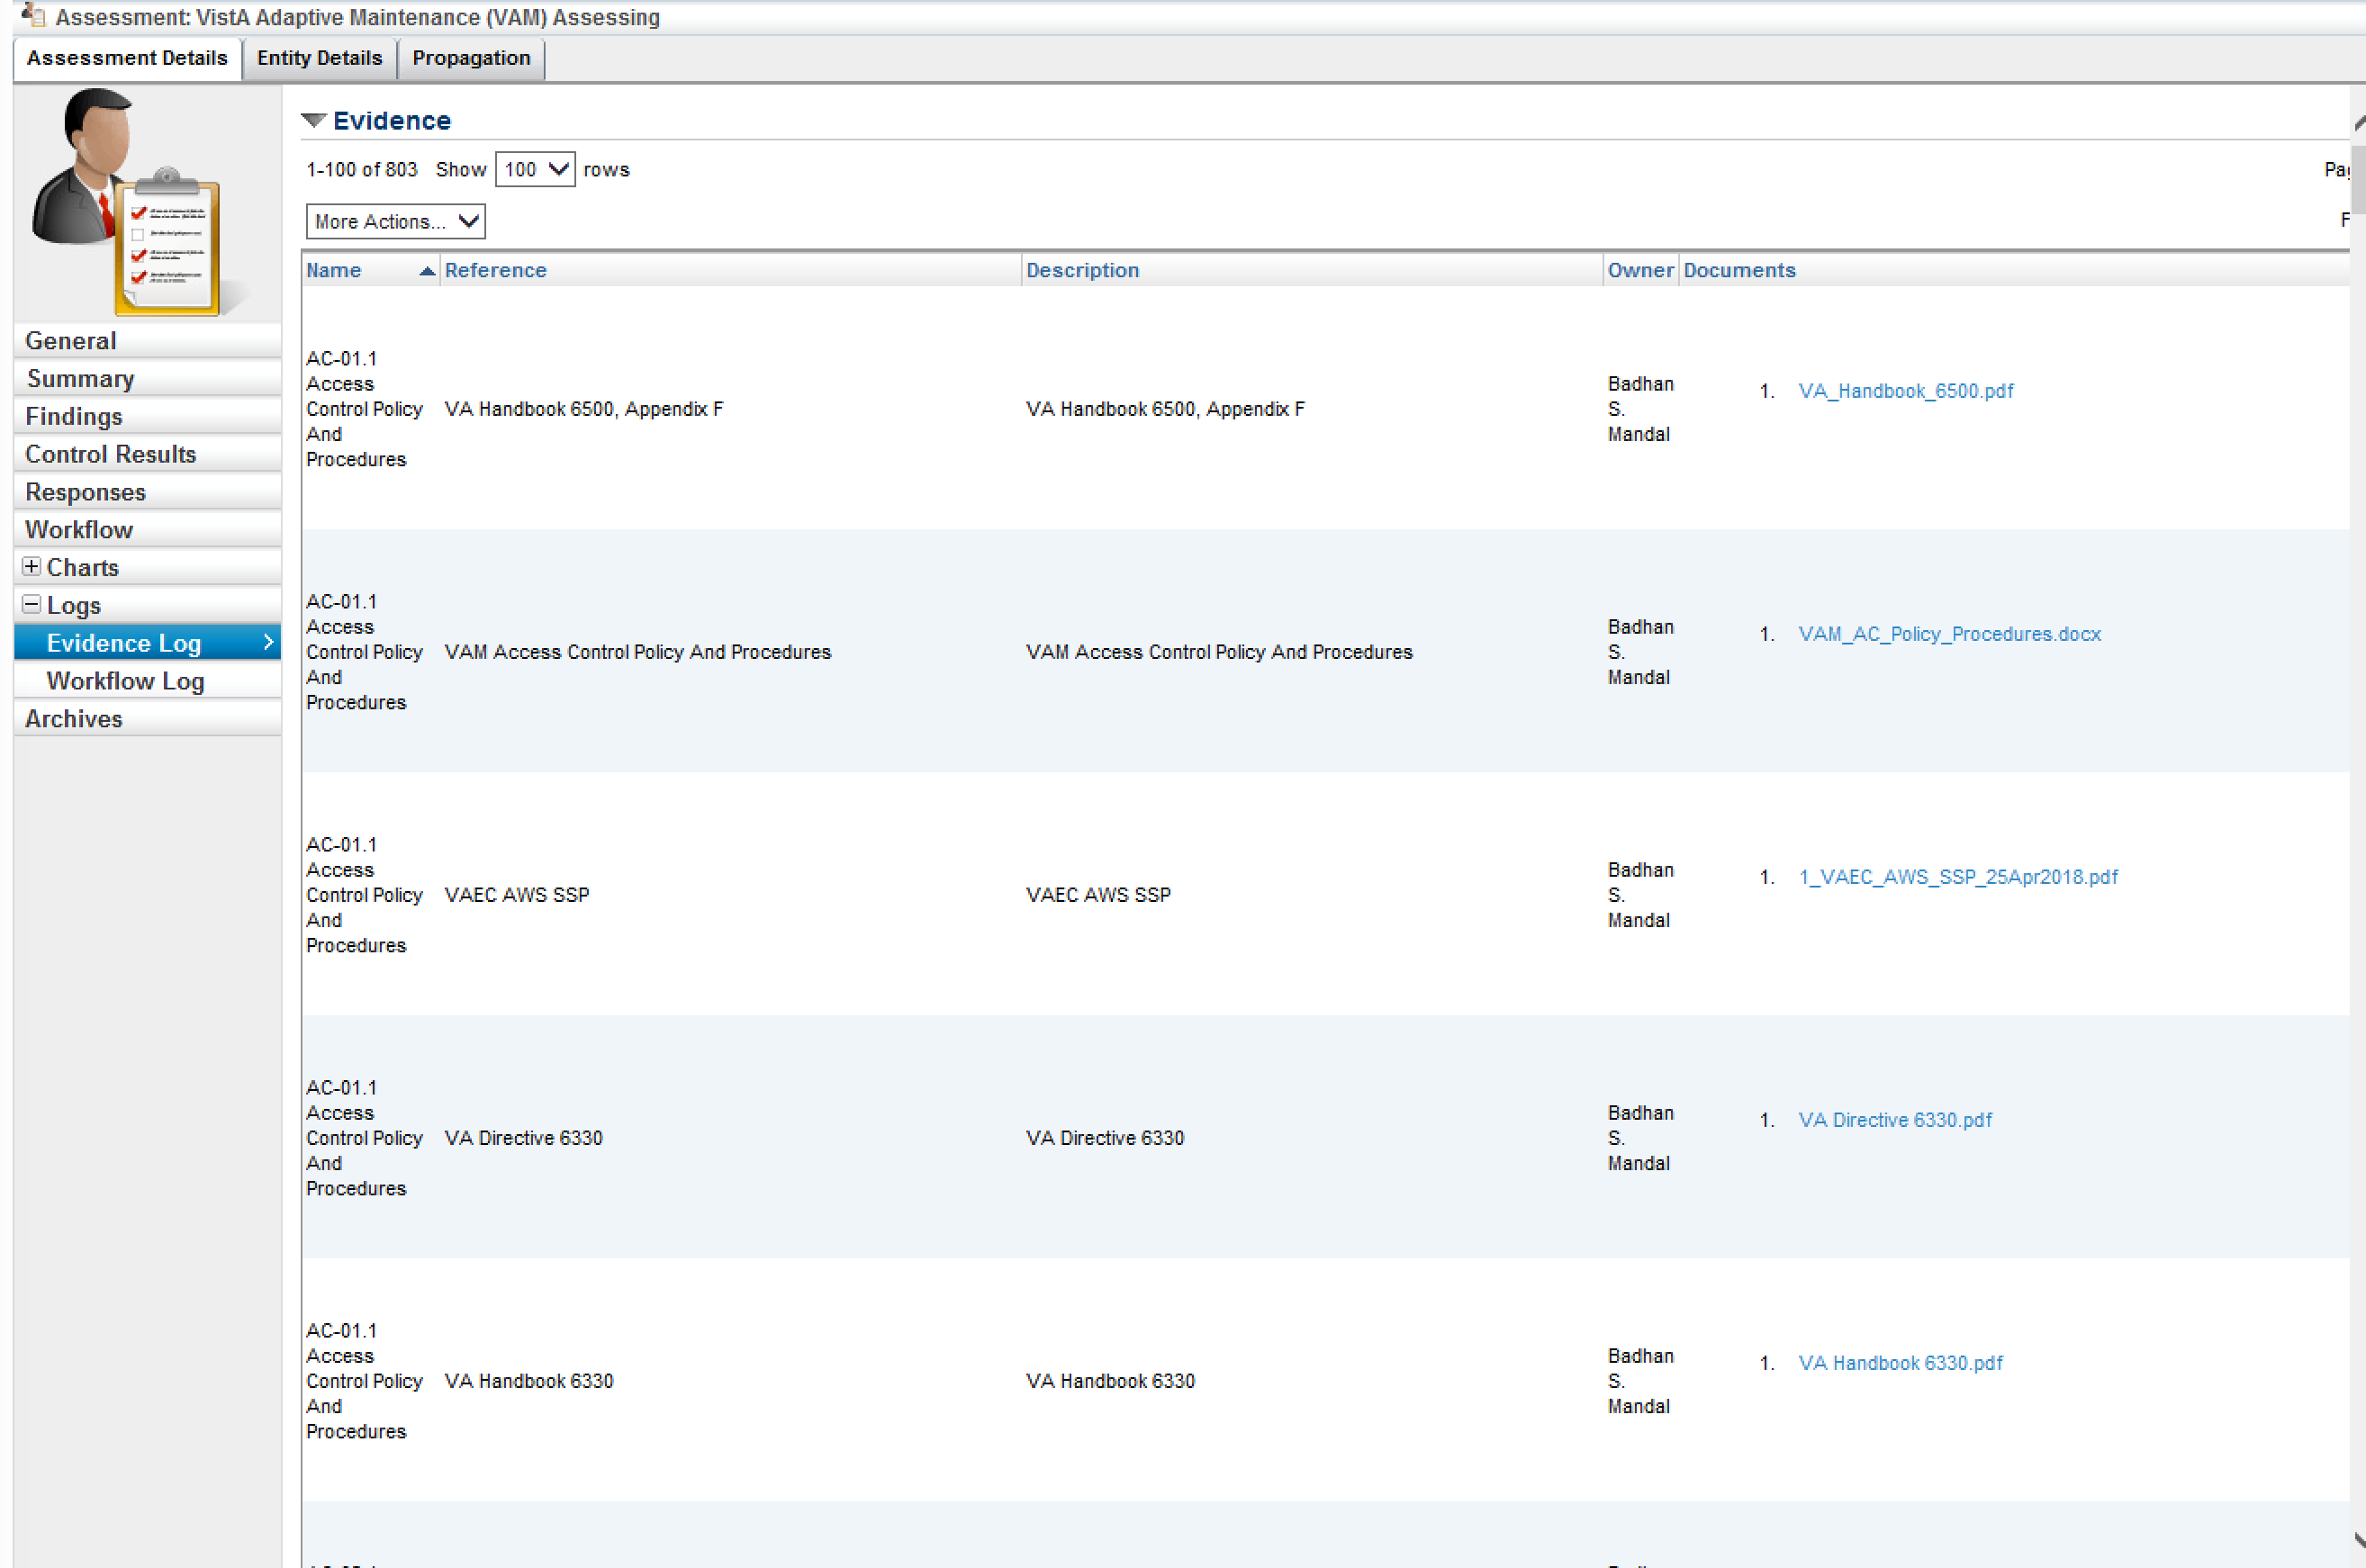 Assessment: VistA Adaptive Maintenance (VAM) Assessing
Assessment Details
Entity Details
Propagation
Evidence
1-100 of 803 Show 100 rows
More Actions...
Name
Reference
Description
Owner
Documents
General
Summary
Findings
Control Results
Responses
Workflow
Charts
Logs
Evidence Log
Workflow Log
Archives
AC-01.1
Access
Control Policy
And
Procedures
VA Handbook 6500, Appendix F
VA Handbook 6500, Appendix F
Badhan
S.
Mandal
1. VA_Handbook_6500.pdf
AC-01.1
Access
Control Policy
And
Procedures
VAM Access Control Policy And Procedures
VAM Access Control Policy And Procedures
Badhan
S.
Mandal
1. VAM_AC_Policy_Procedures.docx
AC-01.1
Access
Control Policy
And
Procedures
VAEC AWS SSP
VAEC AWS SSP
Badhan
S.
Mandal
1. 1_VAEC_AWS_SSP_25Apr2018.pdf
AC-01.1
Access
Control Policy
And
Procedures
VA Directive 6330
VA Directive 6330
Badhan
S.
Mandal
1. VA Directive 6330.pdf
AC-01.1
Access
Control Policy
And
Procedures
VA Handbook 6330
VA Handbook 6330
Badhan
S.
Mandal
1. VA Handbook 6330.pdf